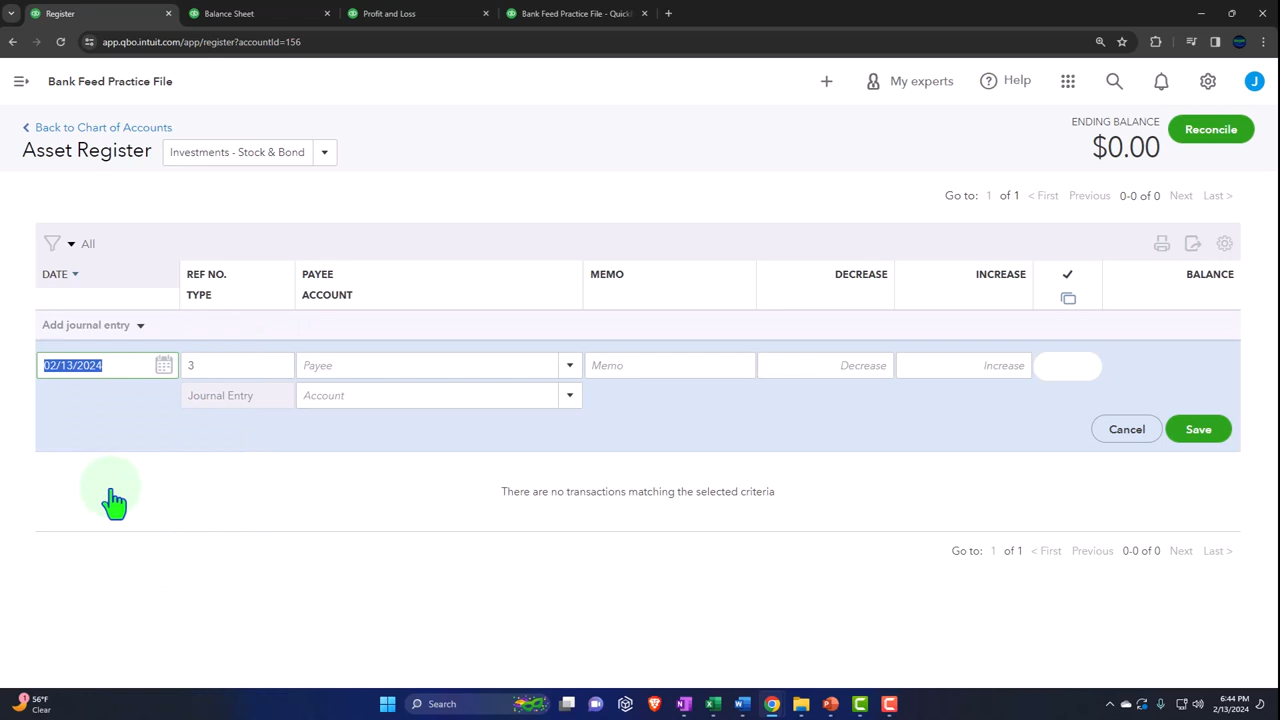 Register
Balance Sheet
Profit and Loss
Bank Feed Practice File - Quick
app.qbo.intuit.com/app/register?accountId=156
Bank Feed Practice File
My experts
Help
J
Back to Chart of Accounts
Asset Register
Investments - Stock & Bond
ENDING BALANCE
$0.00
Reconcile
Go to: 1 of 1 < First Previous 0-0 of 0 Next Last >
All
DATE REF NO. PAYEE MEMO DECREASE INCREASE BALANCE
TYPE ACCOUNT
Add journal entry
02/13/2024 3 Payee Memo Decrease Increase
Journal Entry Account
Cancel Save
There are no transactions matching the selected criteria
Go to: 1 of 1 < First Previous 0-0 of 0 Next Last >
1
56°F
Clear
Search
6:44 PM
2/13/2024